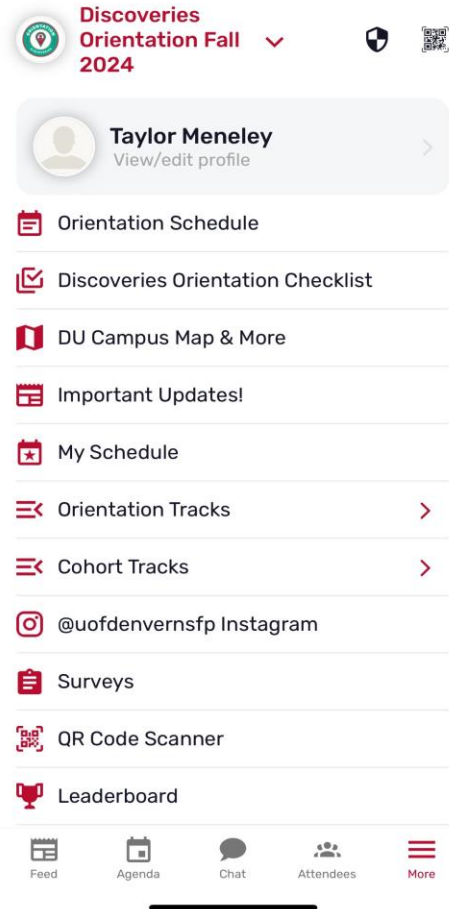 Discoveries
Orientation Fall
2024
Taylor Meneley
View/edit profile
Orientation Schedule
Discoveries Orientation Checklist
DU Campus Map & More
Important Updates!
My Schedule
Orientation Tracks
Cohort Tracks
@uofdenvernsfp Instagram
Surveys
QR Code Scanner
Leaderboard
Feed
Agenda
Chat
Attendees
More